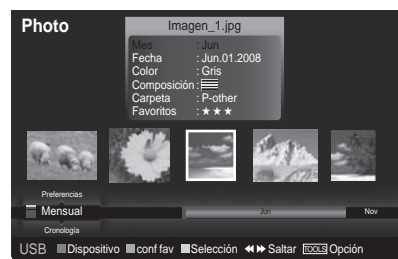 Photo
Imagen_1.jpg
Mes : Jun
Fecha : Jun.01.2008
Color : Gris
Composición :
Carpeta : P-other
Favoritos : ★ ★ ★
Preferencias
Mensual Jun Nov
Cronología
USB Dispositivo conf fav Selección Saltar TOOLS Opción